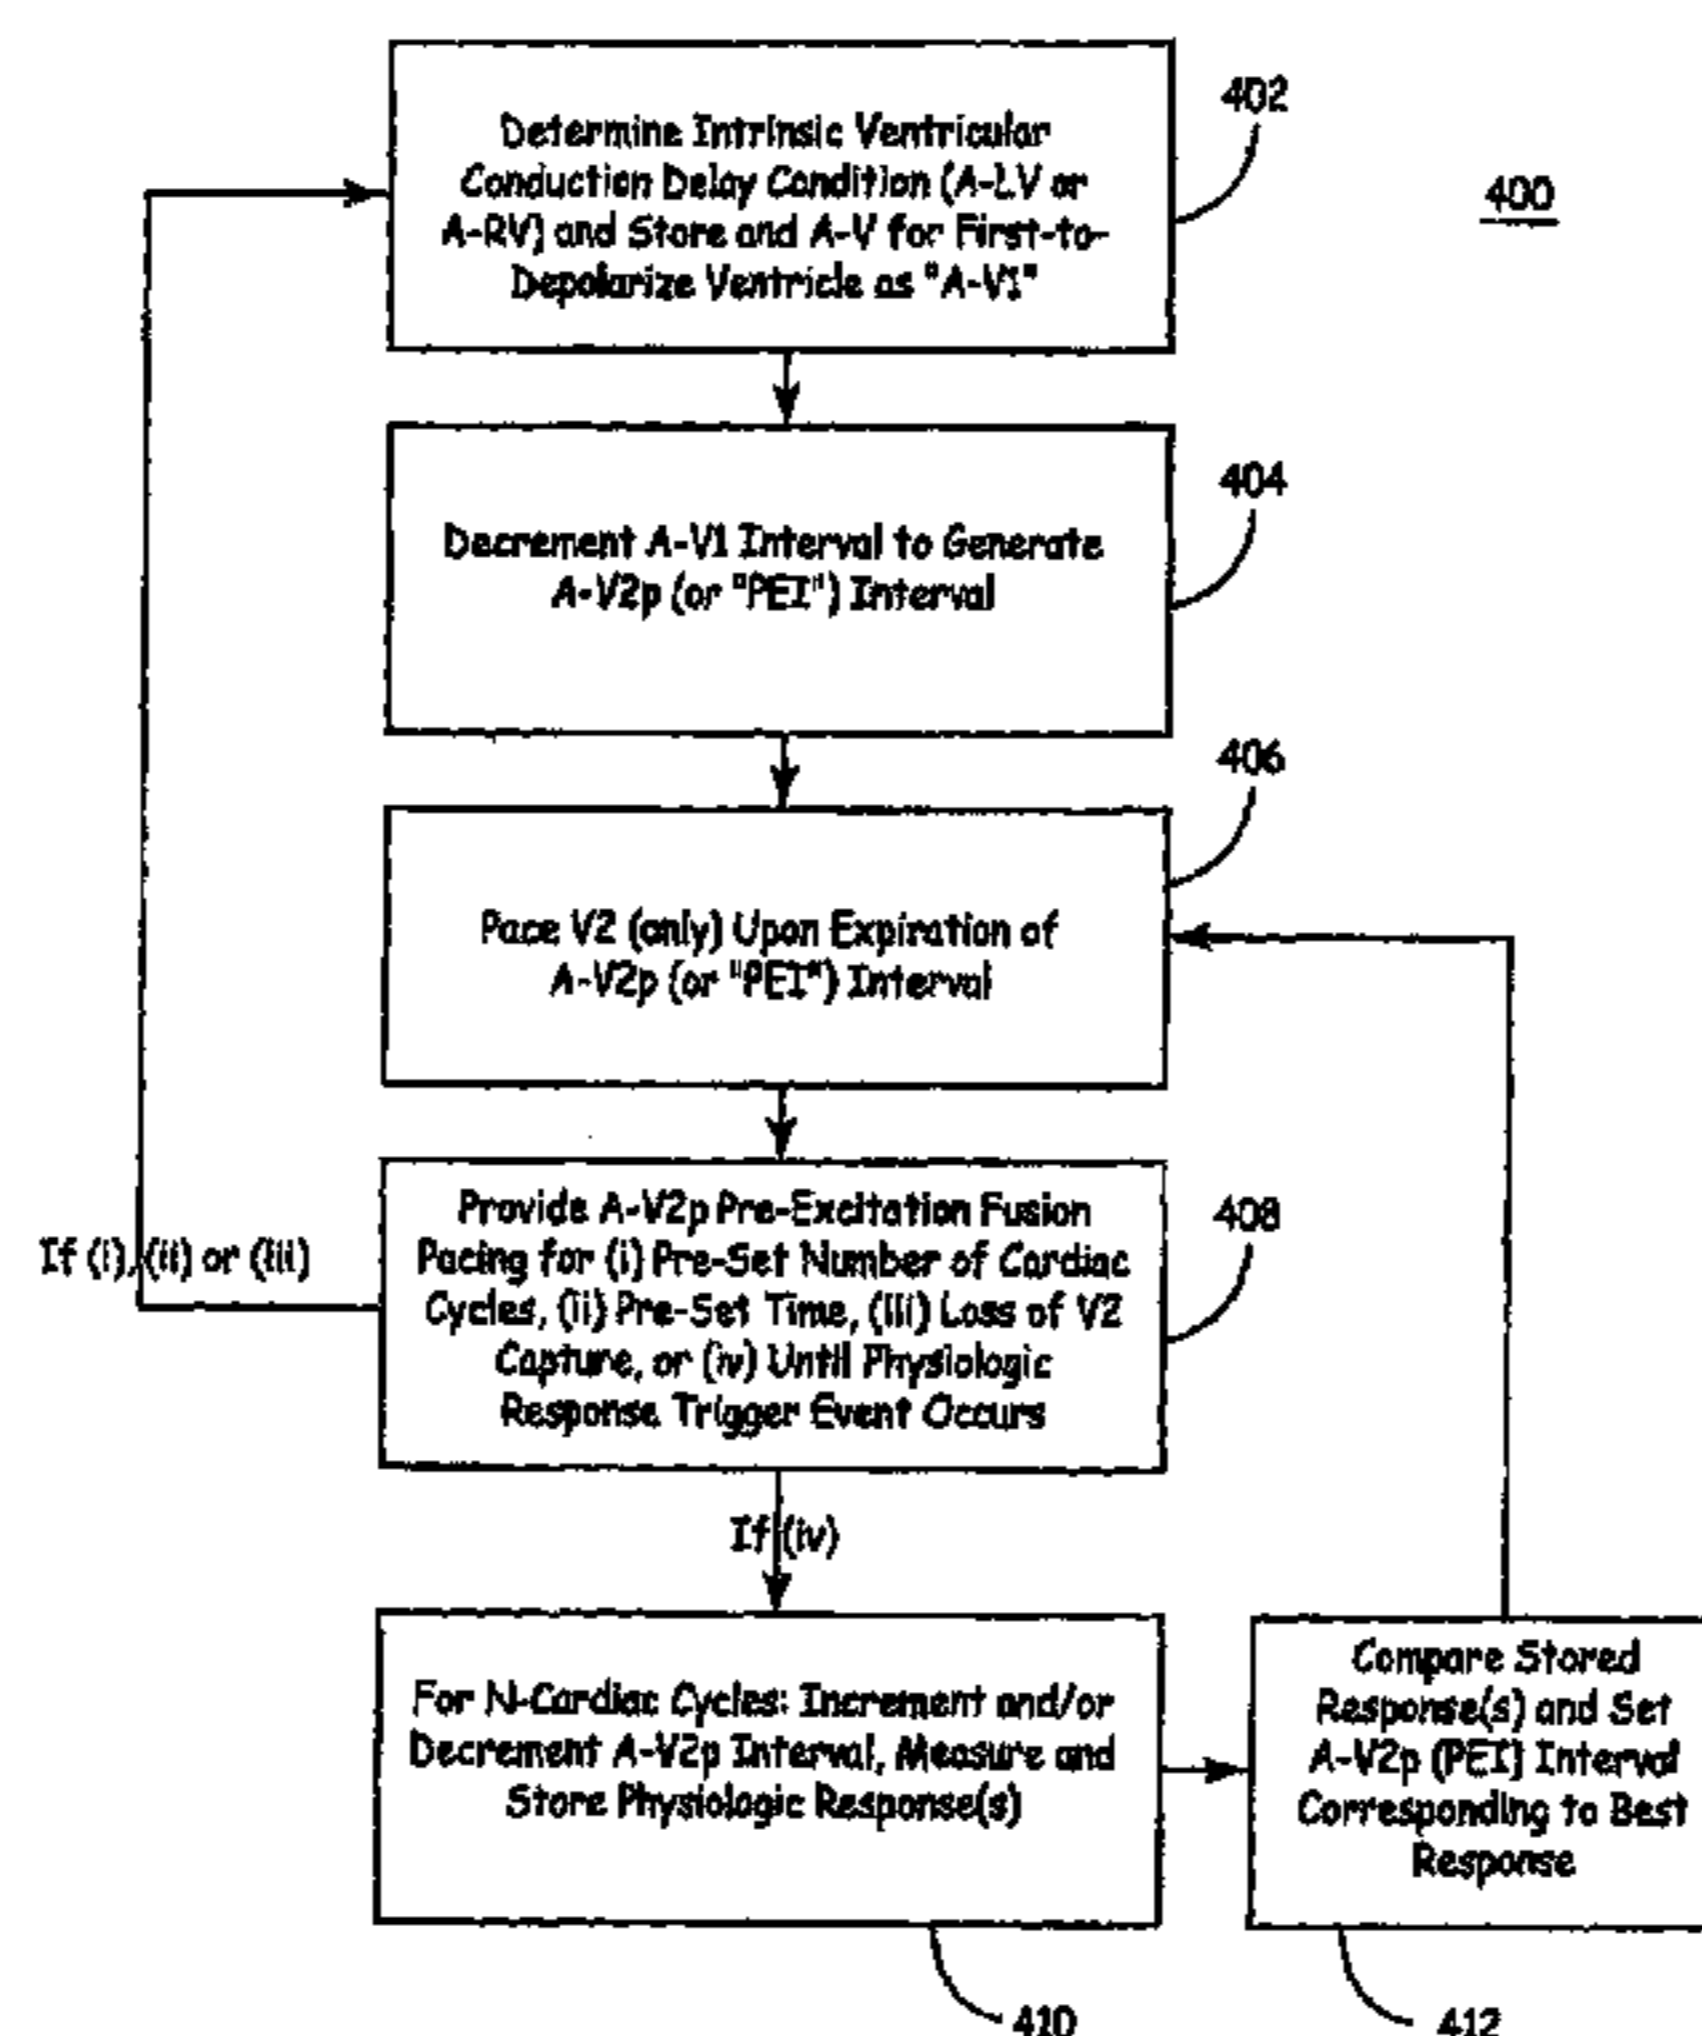 402
Determine Intrinsic Ventricular
Conduction Delay Condition (A-LV or
A-RV) and Store and A-V for First-to-
Depolarize Ventricle as "A-V1"
400
404
Decrement A-V1 Interval to Generate
A-V2p (or "PEI") Interval
406
Pace V2 (only) Upon Expiration of
A-V2p (or "PEI") Interval
408
Provide A-V2p Pre-Excitation Fusion
Pacing for (i) Pre-Set Number of Cardiac
Cycles, (ii) Pre-Set Time, (iii) Loss of V2
Capture, or (iv) Until Physiologic
Response Trigger Event Occurs
If (i), (ii) or (iii)
If (iv)
For N-Cardiac Cycles: Increment and/or
Decrement A-V2p Interval, Measure and
Store Physiologic Response(s)
410
Compare Stored
Response(s) and Set
A-V2p (PEI) Interval
Corresponding to Best
Response
412